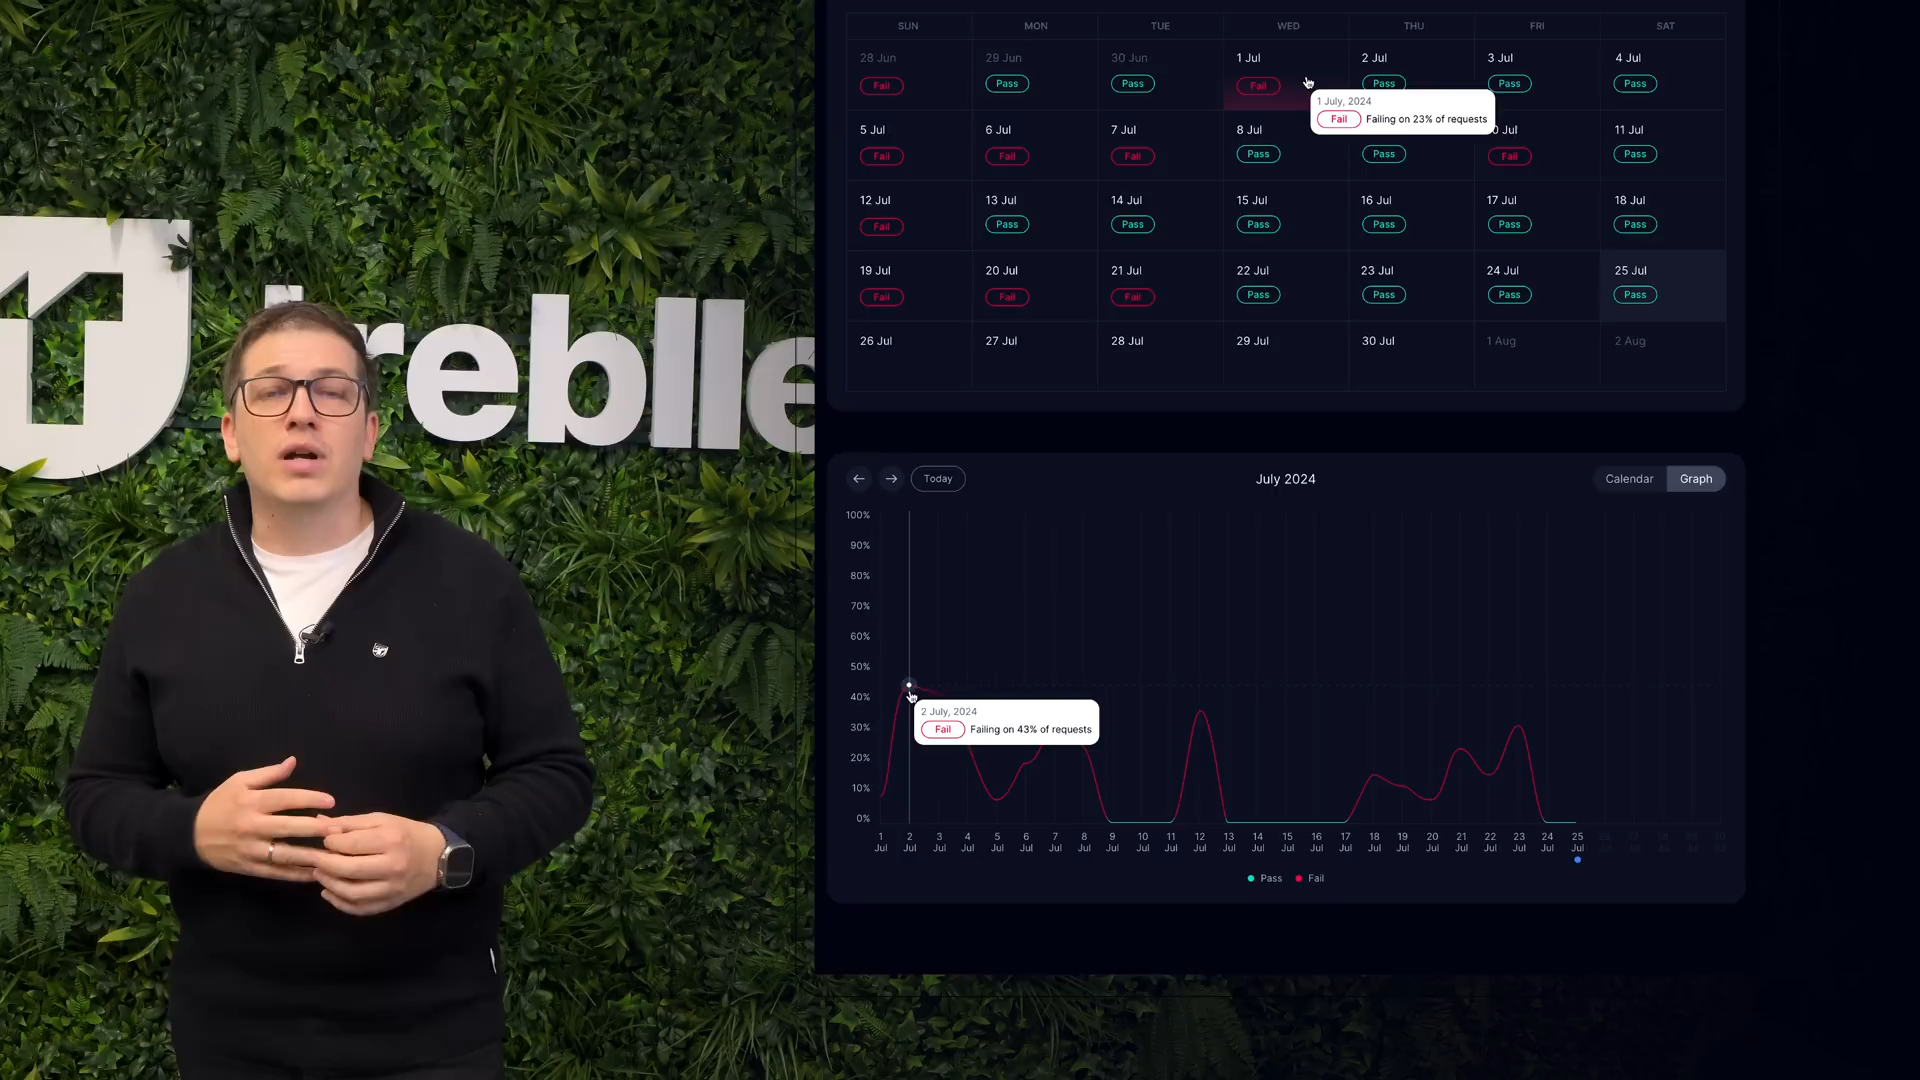 treblle
SUN MON TUE WED THU FRI SAT
28 Jun 29 Jun 30 Jun 1 Jul 2 Jul 3 Jul 4 Jul
Fail Pass Pass Fail Pass Pass Pass
1 July, 2024
Fail Failing on 23% of requests
5 Jul 6 Jul 7 Jul 8 Jul 0 Jul 11 Jul
Fail Fail Fail Pass Pass Fail Pass
12 Jul 13 Jul 14 Jul 15 Jul 16 Jul 17 Jul 18 Jul
Fail Pass Pass Pass Pass Pass Pass
19 Jul 20 Jul 21 Jul 22 Jul 23 Jul 24 Jul 25 Jul
Fail Fail Fail Pass Pass Pass Pass
26 Jul 27 Jul 28 Jul 29 Jul 30 Jul 1 Aug 2 Aug
Today July 2024 Calendar Graph
100%
90%
80%
70%
60%
50%
40%
2 July, 2024
Fail Failing on 43% of requests
30%
20%
10%
0%
1 2 3 4 5 6 7 8 9 10 11 12 13 14 15 16 17 18 19 20 21 22 23 24 25
Jul Jul Jul Jul Jul Jul Jul Jul Jul Jul Jul Jul Jul Jul Jul Jul Jul Jul Jul Jul Jul Jul Jul Jul Jul
Pass Fail